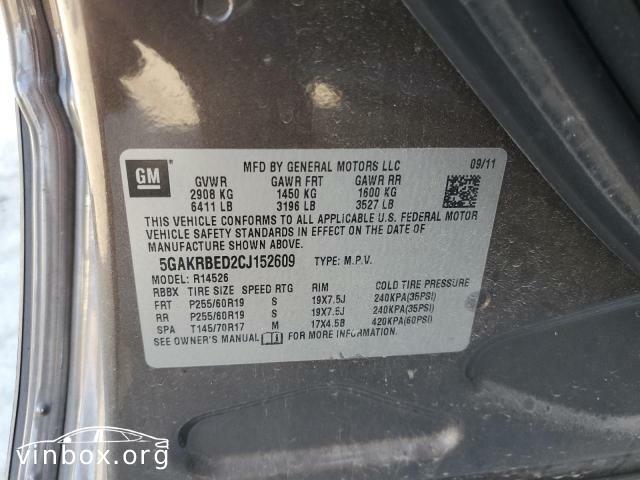 GM
MFD BY GENERAL MOTORS LLC 09/11
GVWR GAWR FRT GAWR RR
2908 KG 1450 KG 1600 KG
6411 LB 3196 LB 3527 LB
THIS VEHICLE CONFORMS TO ALL APPLICABLE U.S. FEDERAL MOTOR
VEHICLE SAFETY STANDARDS IN EFFECT ON THE DATE OF
MANUFACTURE SHOWN ABOVE.
5GAKRBED2CJ152609 TYPE: M.P.V.
MODEL: R14526
RBBX TIRE SIZE SPEED RTG RIM COLD TIRE PRESSURE
FRT P255/60R19 S 19X7.5J 240KPA(35PSI)
RR P255/60R19 S 19X7.5J 240KPA(35PSI)
SPA T145/70R17 M 17X4.5B 420KPA(60PSI)
SEE OWNER'S MANUAL FOR MORE INFORMATION.
vinbox.org